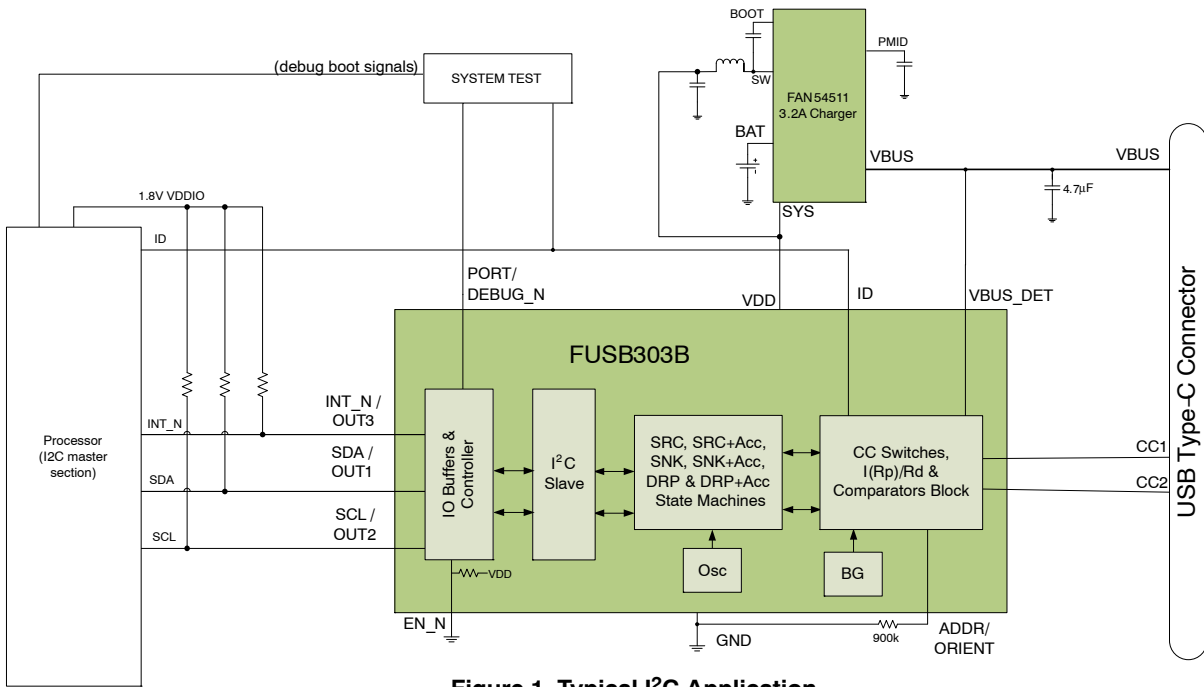 BOOT
PMID
(debug boot signals)
SYSTEM TEST
SW
FAN 54511
3.2A Charger
BAT
+
-
VBUS
VBUS
4.7µF
1.8V VDDIO
SYS
ID
PORT/
DEBUG_N
VDD
ID
VBUS_DET
FUSB303B
USB Type-C Connector
Processor
(I2C master
section)
INT_N
INT_N /
OUT3
SDA
SDA /
OUT1
SCL
SCL /
OUT2
IO Buffers &
Controller
I²C
Slave
SRC, SRC+Acc,
SNK, SNK+Acc,
DRP & DRP+Acc
State Machines
CC Switches,
I(Rp)/Rd &
Comparators Block
CC1
CC2
Osc
BG
VDD
EN_N
GND
900k
ADDR/
ORIENT
Figure 1. Typical I²C Application